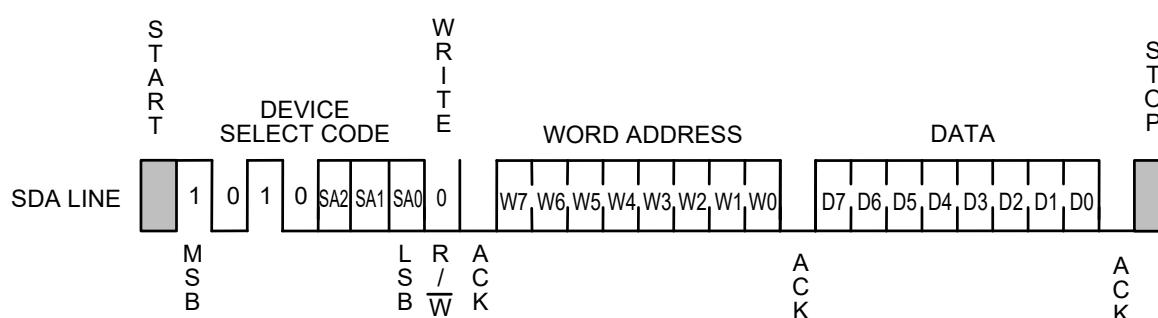 START
WRITE
STOP
DEVICE
SELECT CODE
WORD ADDRESS
DATA
SDA LINE
1 0 1 0 SA2 SA1 SA0 0
W7 W6 W5 W4 W3 W2 W1 W0
D7 D6 D5 D4 D3 D2 D1 D0
MSB
LSB
R/W
ACK
ACK
ACK